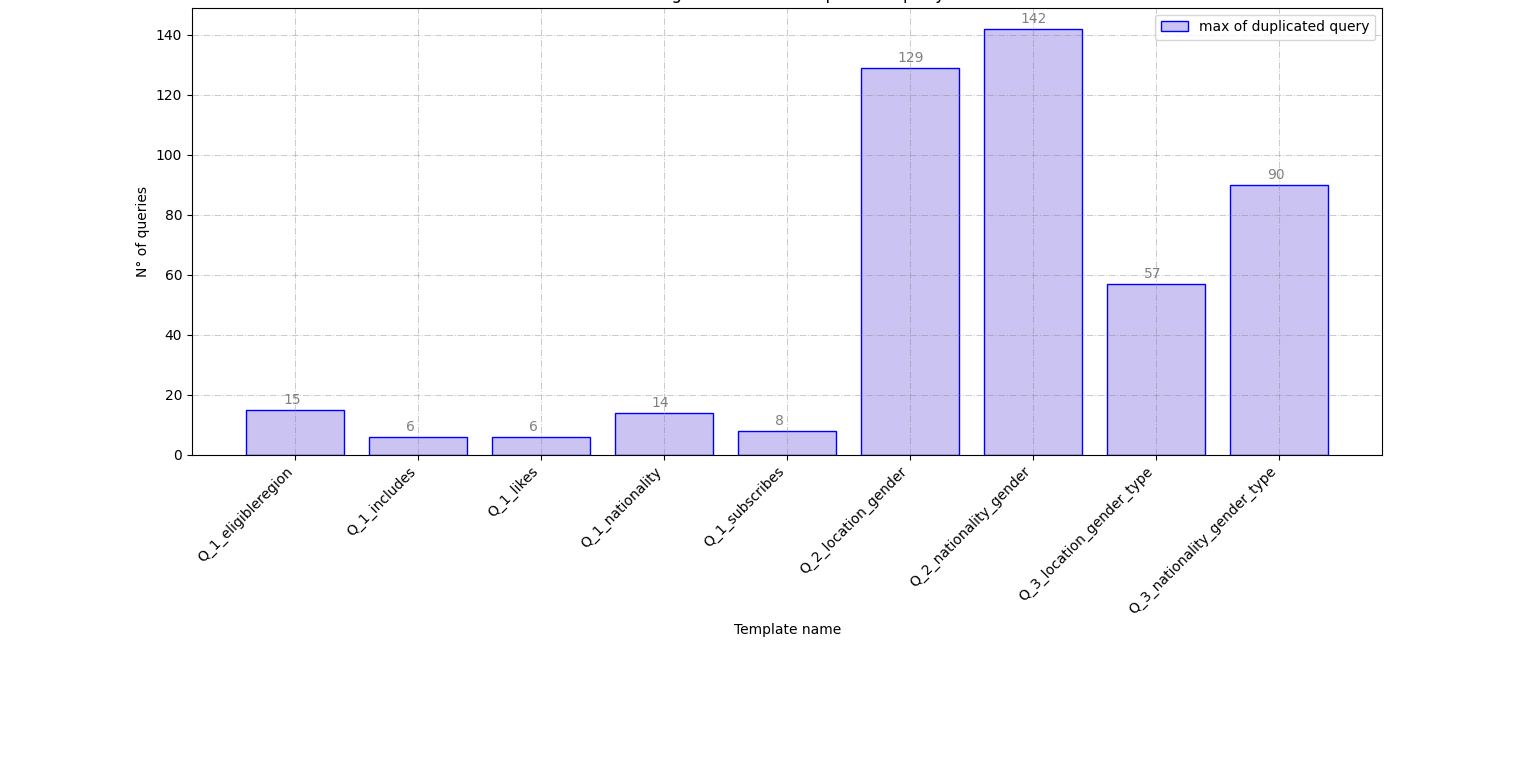 142
max of duplicated query
140
129
120
100
90
80
60
57
40
20
15
14
8
6
6
0
N° of queries
Q_1_eligibleregion
Q_1_includes
Q_1_likes
Q_1_nationality
Q_1_subscribes
Q_2_location_gender
Q_2_nationality_gender
Q_3_location_gender_type
Q_3_nationality_gender_type
Template name